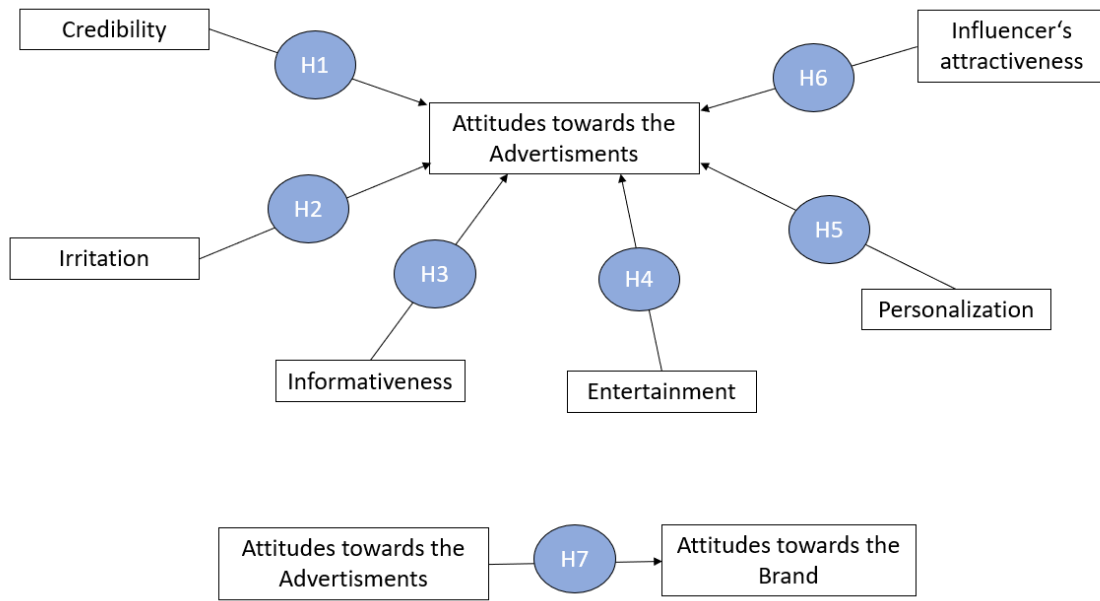 Credibility
H1
Influencer‘s
attractiveness
H6
Attitudes towards the
Advertisments
H2
Irritation
H3
H4
H5
Personalization
Informativeness
Entertainment
Attitudes towards the
Advertisments
H7
Attitudes towards the
Brand